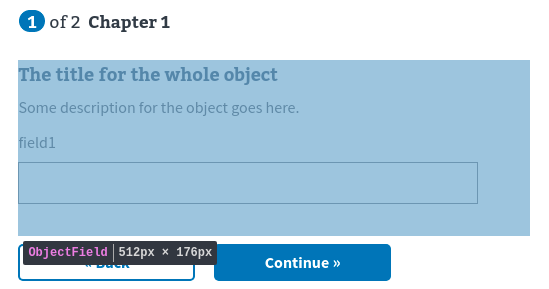 1 of 2 Chapter 1
The title for the whole object
Some description for the object goes here.
field1
ObjectField 512px × 176px
« Back
Continue »